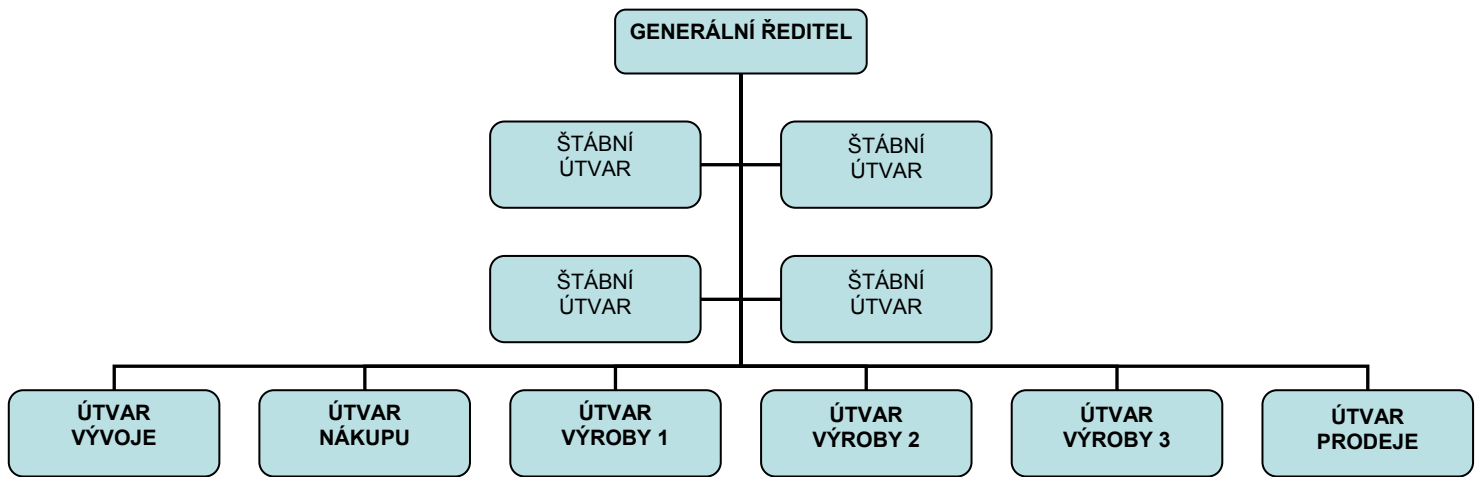 GENERÁLNÍ ŘEDITEL
ŠTÁBNÍ
ÚTVAR
ŠTÁBNÍ
ÚTVAR
ŠTÁBNÍ
ÚTVAR
ŠTÁBNÍ
ÚTVAR
ÚTVAR
VÝVOJE
ÚTVAR
NÁKUPU
ÚTVAR
VÝROBY 1
ÚTVAR
VÝROBY 2
ÚTVAR
VÝROBY 3
ÚTVAR
PRODEJE